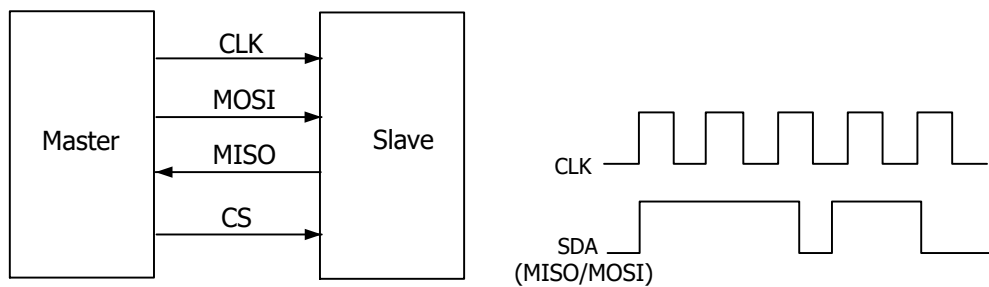 CLK
MOSI
Master
Slave
MISO
CS
CLK
SDA
(MISO/MOSI)